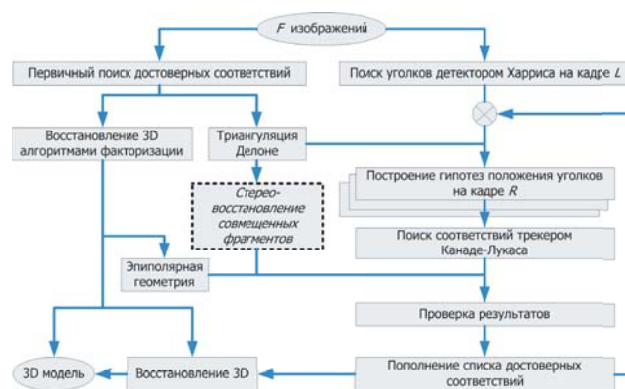 F изображений
Первичный поиск достоверных соответствий
Поиск уголков детектором Харриса на кадре L
Восстановление 3D
алгоритмами факторизации
Триангуляция
Делоне
Построение гипотез положения уголков
на кадре R
Стерео-
восстановление
совмещенных
фрагментов
Поиск соответствий трекером
Канаде-Лукаса
Эпиполярная
геометрия
Проверка результатов
3D модель
Восстановление 3D
Пополнение списка достоверных
соответствий